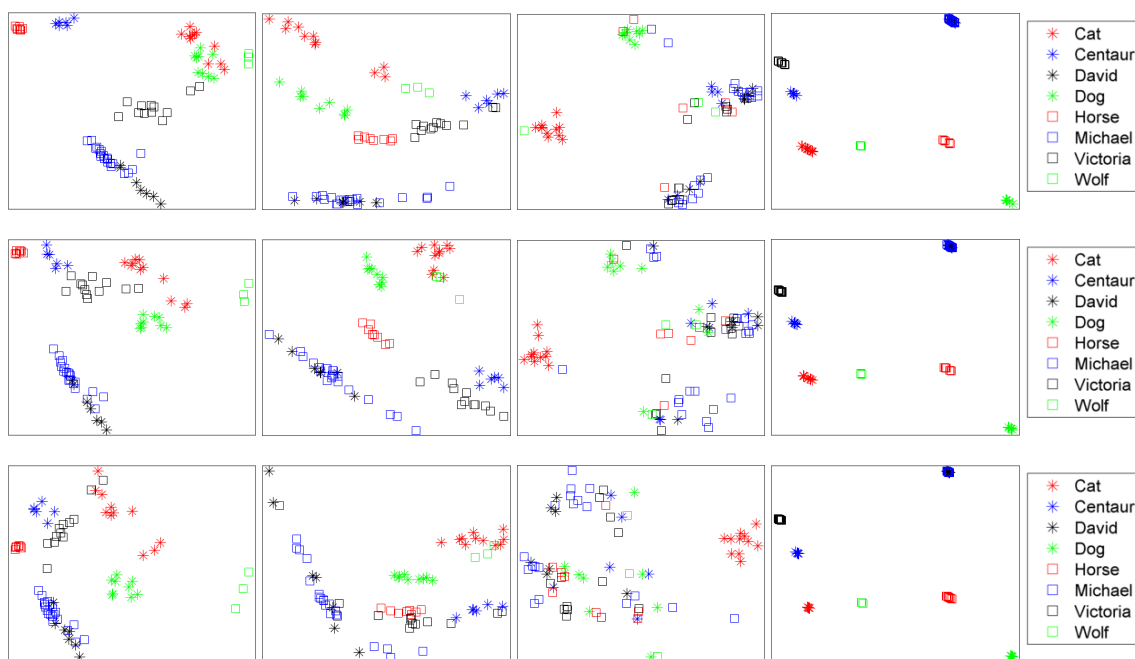 Cat
Centaur
David
Dog
Horse
Michael
Victoria
Wolf
Cat
Centaur
David
Dog
Horse
Michael
Victoria
Wolf
Cat
Centaur
David
Dog
Horse
Michael
Victoria
Wolf